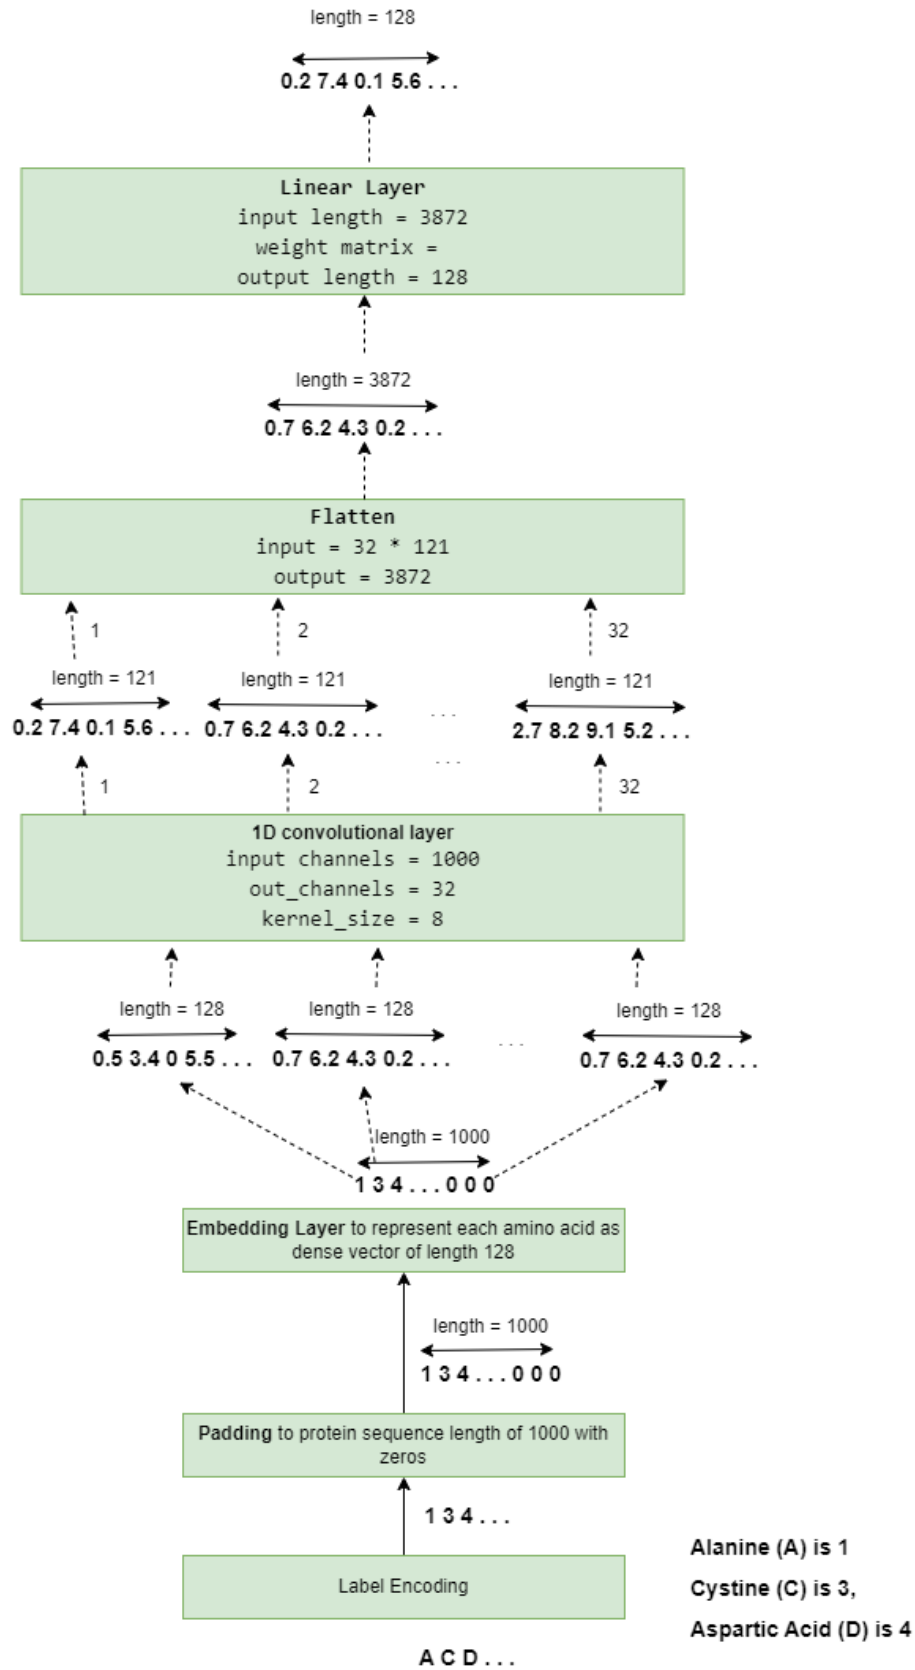 length = 128
0.2 7.4 0.1 5.6 . . .
Linear Layer
input length = 3872
weight matrix =
output length = 128
length = 3872
0.7 6.2 4.3 0.2 . . .
Flatten
input = 32 * 121
output = 3872
1 2 32
length = 121 length = 121 length = 121
0.2 7.4 0.1 5.6 . . . 0.7 6.2 4.3 0.2 . . . . . . 2.7 8.2 9.1 5.2 . . .
. . .
1 2 32
1D convolutional layer
input channels = 1000
out_channels = 32
kernel_size = 8
length = 128 length = 128 length = 128
0.5 3.4 0 5.5 . . . 0.7 6.2 4.3 0.2 . . . . . . 0.7 6.2 4.3 0.2 . . .
length = 1000
1 3 4 . . . 0 0 0
Embedding Layer to represent each amino acid as
dense vector of length 128
length = 1000
1 3 4 . . . 0 0 0
Padding to protein sequence length of 1000 with
zeros
1 3 4 . . .
Label Encoding
Alanine (A) is 1
Cystine (C) is 3,
Aspartic Acid (D) is 4
A C D . . .